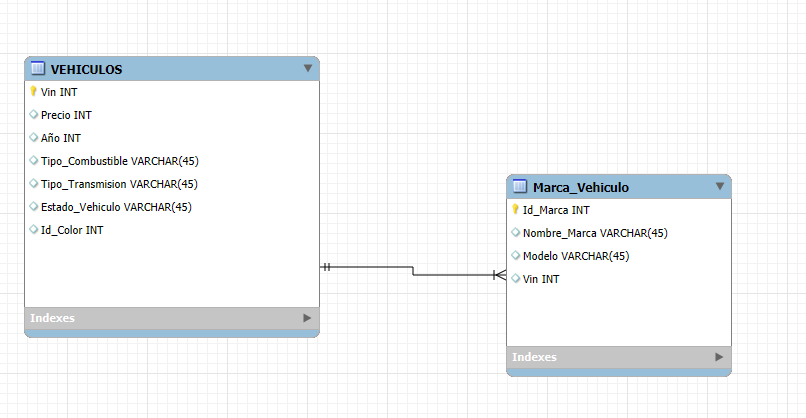 VEHICULOS
Vin INT
Precio INT
Año INT
Tipo_Combustible VARCHAR(45)
Tipo_Transmision VARCHAR(45)
Estado_Vehiculo VARCHAR(45)
Id_Color INT
Indexes
Marca_Vehiculo
Id_Marca INT
Nombre_Marca VARCHAR(45)
Modelo VARCHAR(45)
Vin INT
Indexes